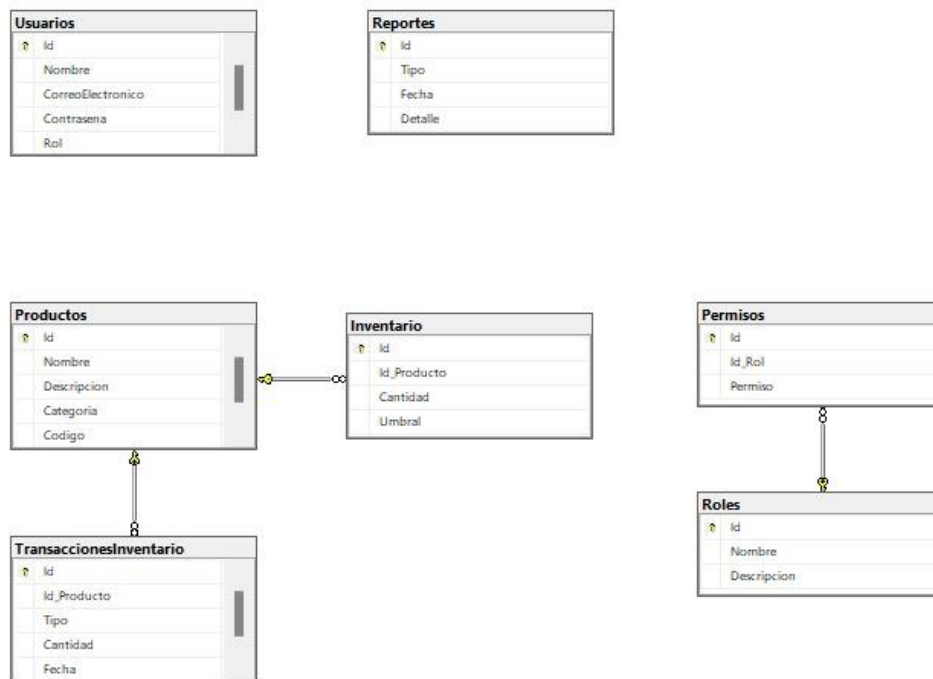 Usuarios
Id
Nombre
CorreoElectronico
Contrasena
Rol
Reportes
Id
Tipo
Fecha
Detalle
Productos
Id
Nombre
Descripcion
Categoria
Codigo
Inventario
Id
Id_Producto
Cantidad
Umbral
Permisos
Id
Id_Rol
Permiso
TransaccionesInventario
Id
Id_Producto
Tipo
Cantidad
Fecha
Roles
Id
Nombre
Descripcion